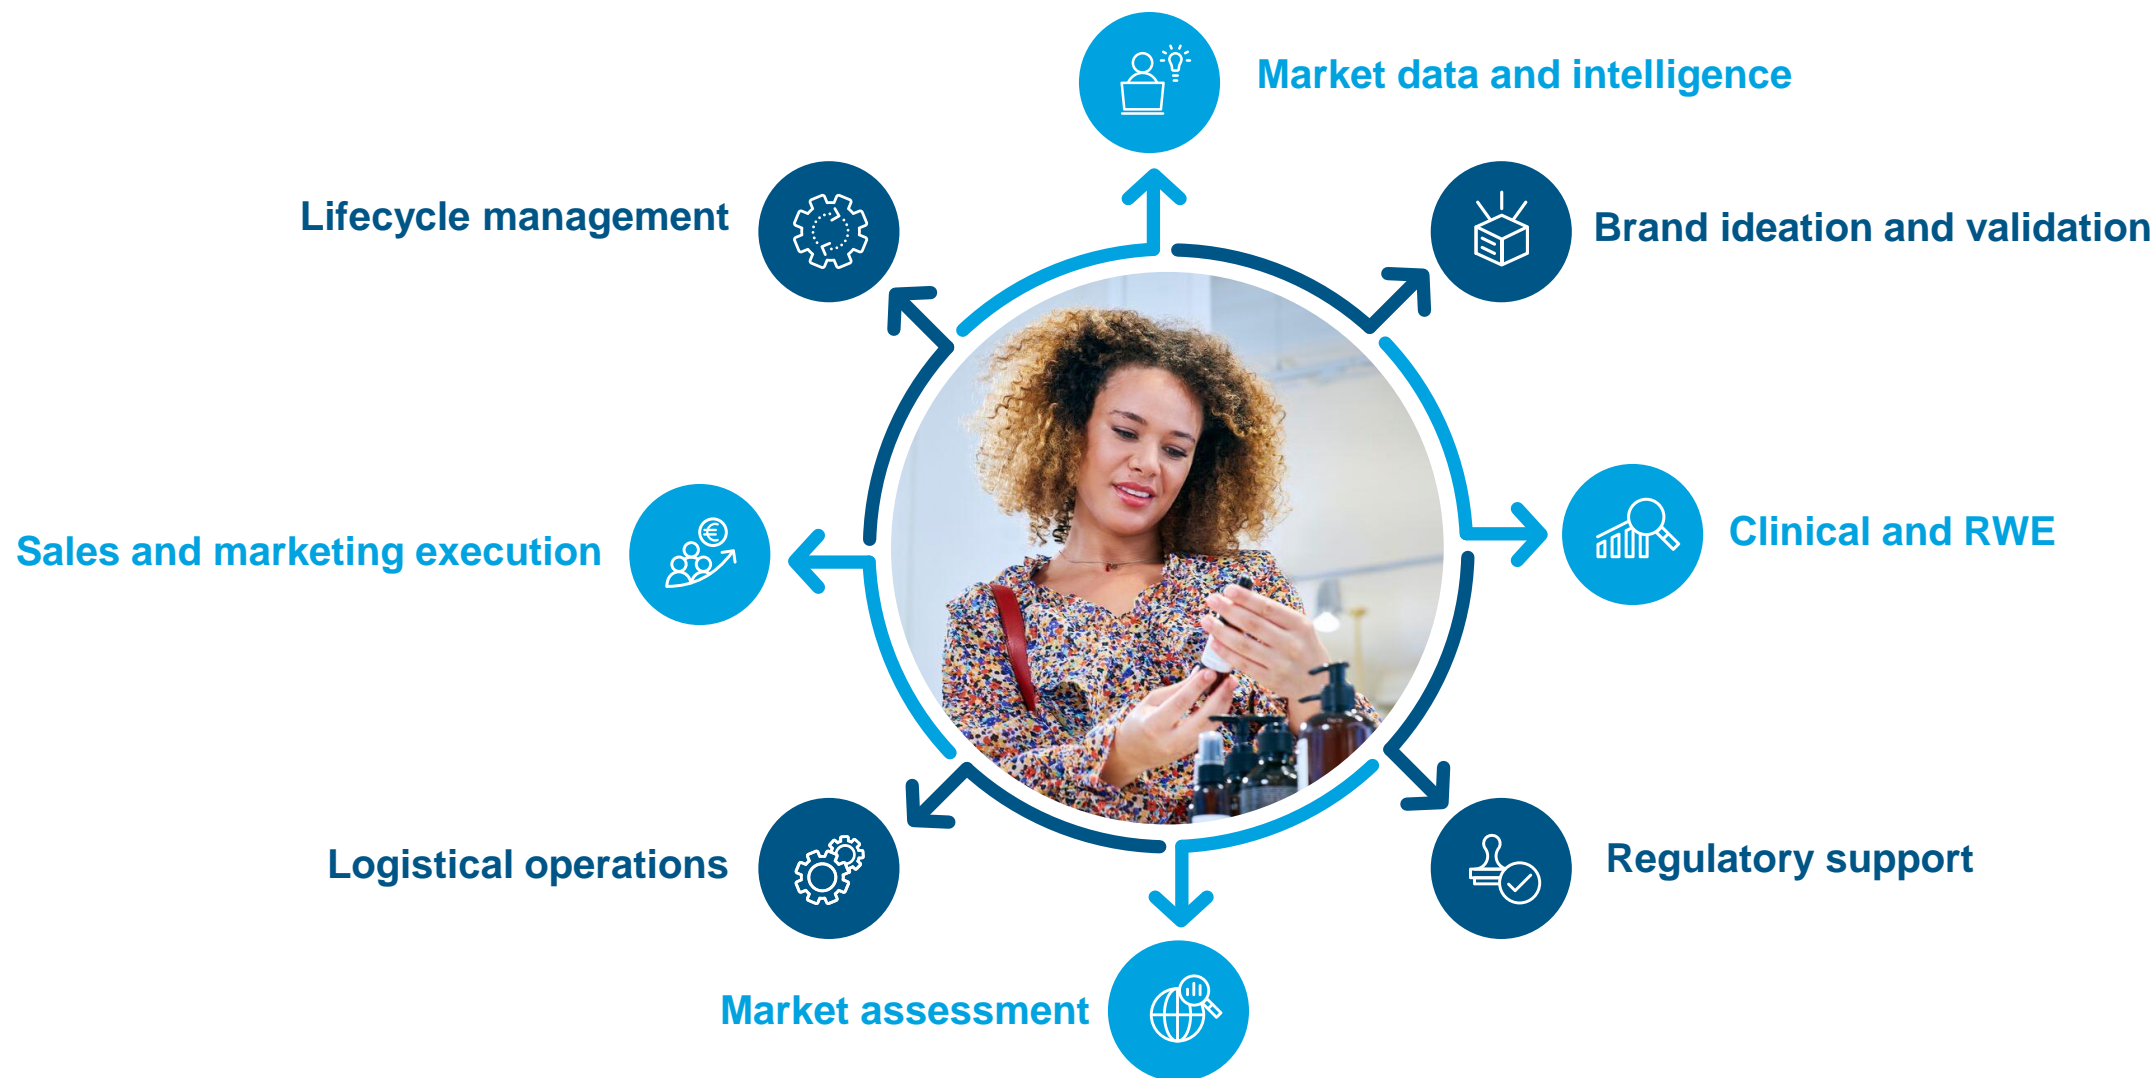 Market data and intelligence
Lifecycle management
Brand ideation and validation
Sales and marketing execution
Clinical and RWE
Logistical operations
Regulatory support
Market assessment